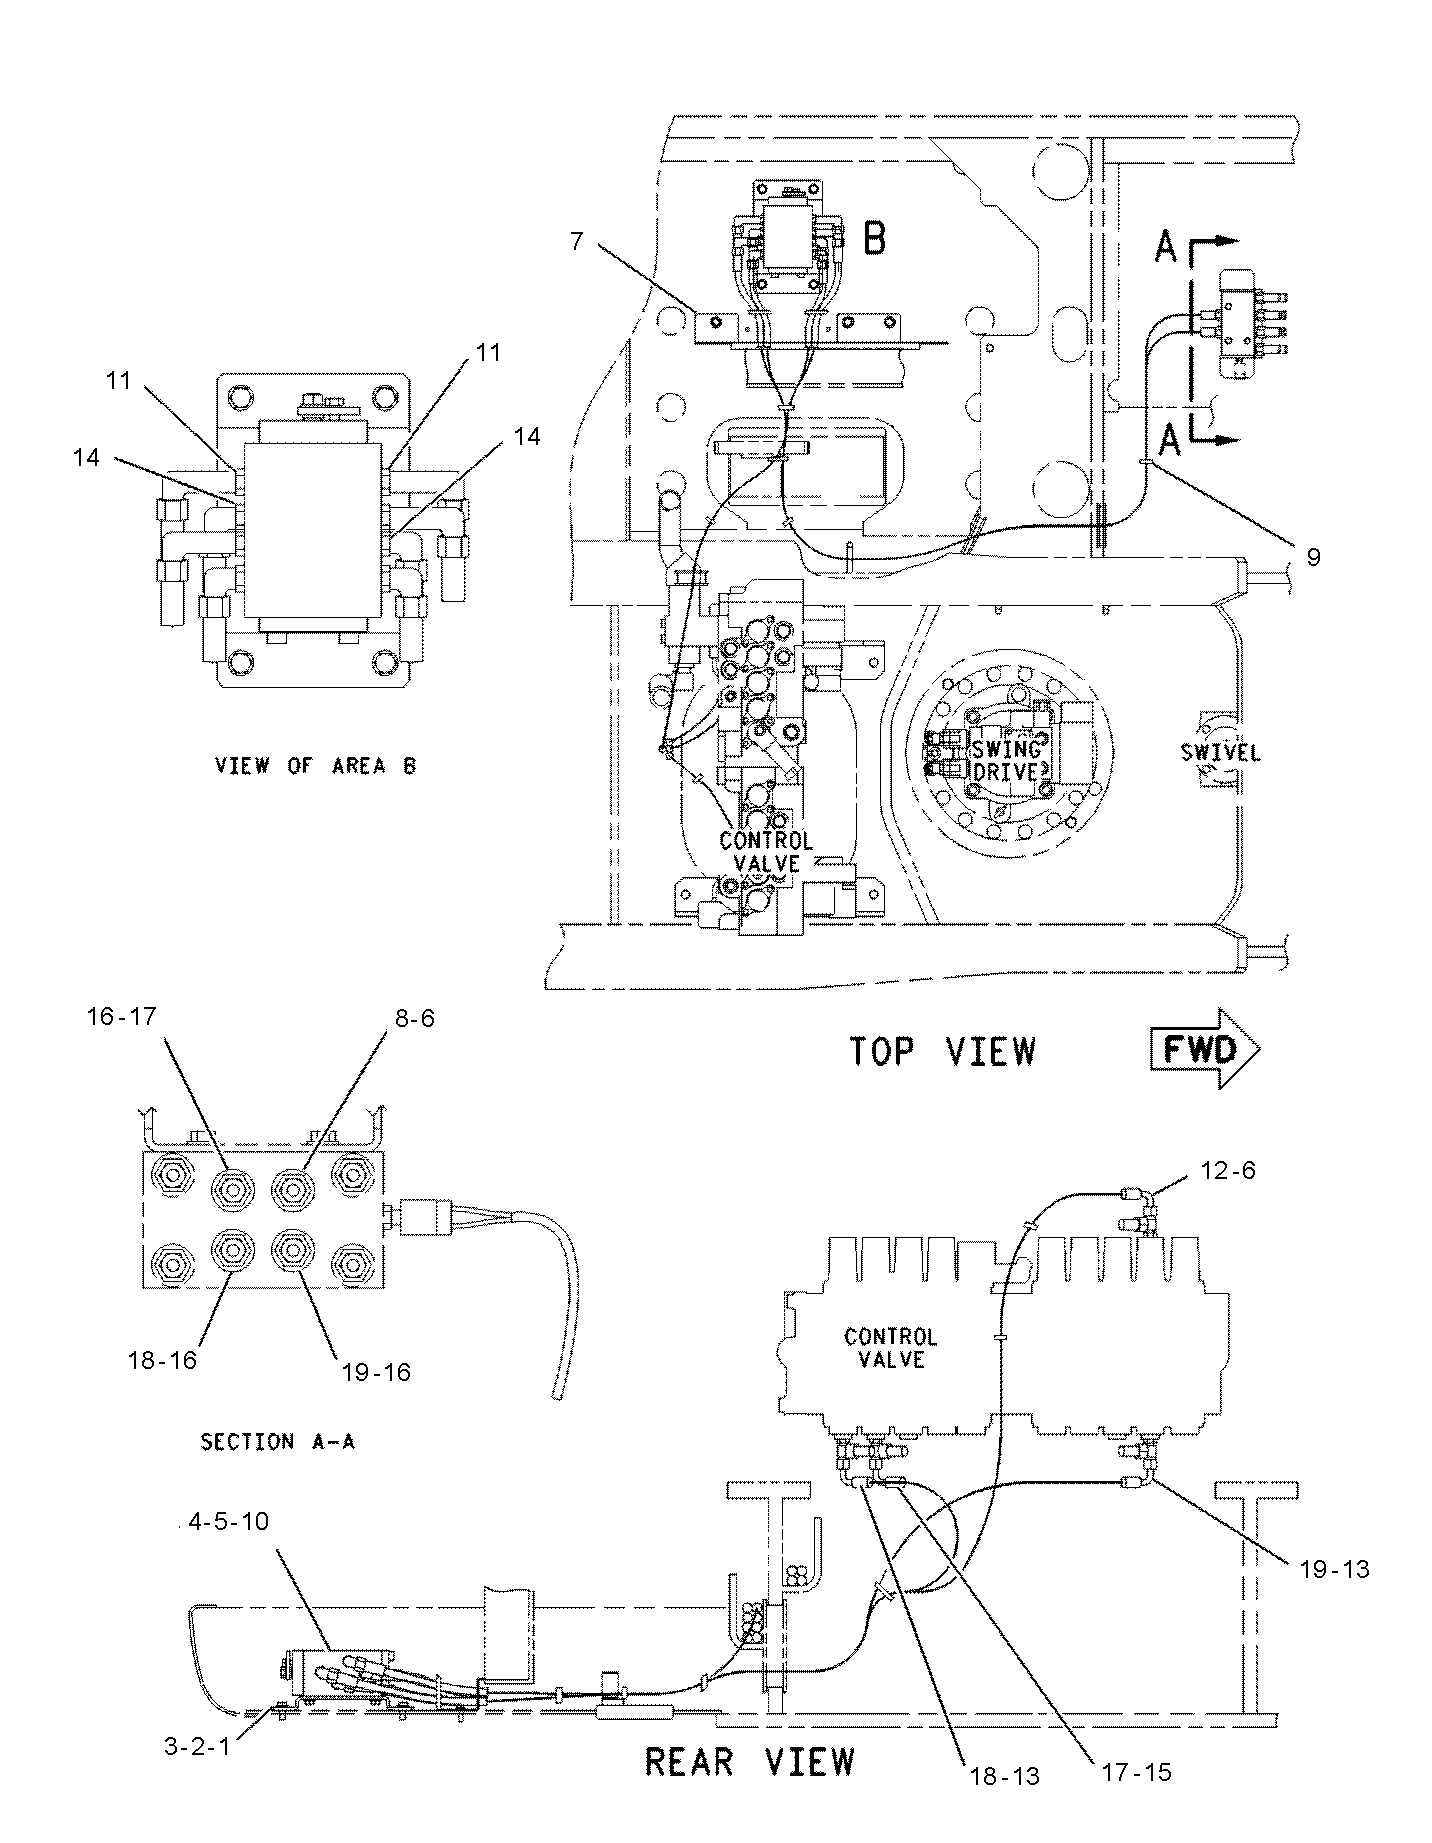 7
B
A
11
11
14
14
A
9
VIEW OF AREA B
SWING
DRIVE
SWIVEL
CONTROL
VALVE
16-17
8-6
TOP VIEW
FWD
12-6
18-16
19-16
CONTROL
VALVE
SECTION A-A
4-5-10
19-13
3-2-1
REAR VIEW
18-13
17-15